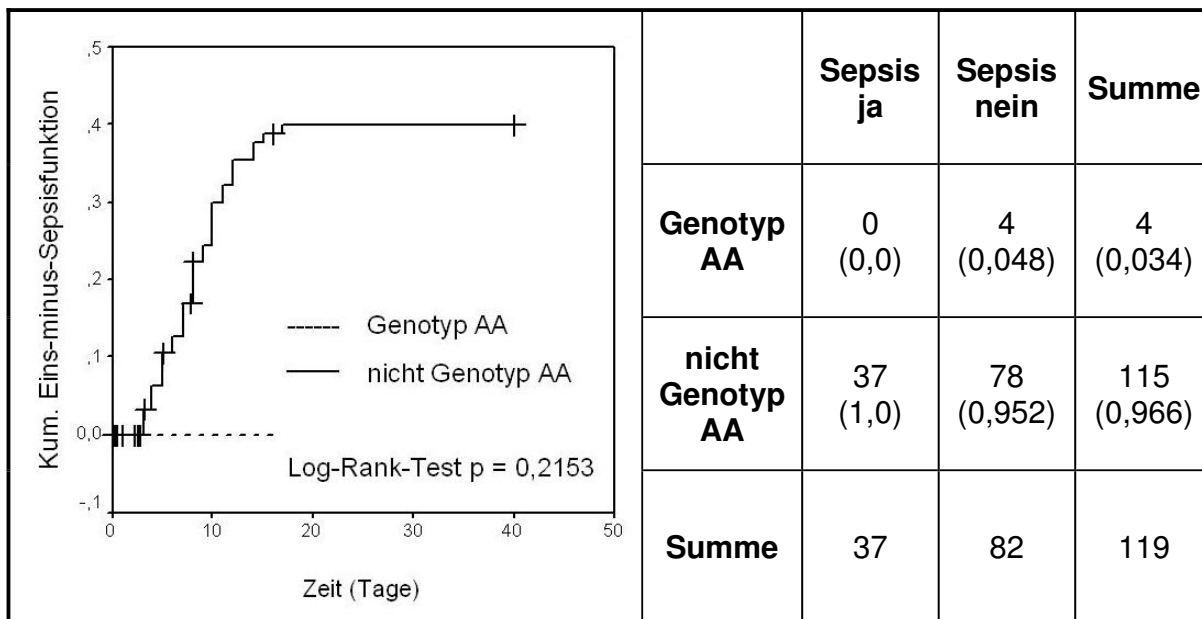 Kum. Eins-minus-Sepsisfunktion
,5
,4
,3
,2
,1
0,0
-,1
0 10 20 30 40 50
Zeit (Tage)
Genotyp AA
nicht Genotyp AA
Log-Rank-Test p = 0,2153
Sepsis ja
Sepsis nein
Summe
Genotyp AA
0 (0,0)
4 (0,048)
4 (0,034)
nicht Genotyp AA
37 (1,0)
78 (0,952)
115 (0,966)
Summe
37
82
119